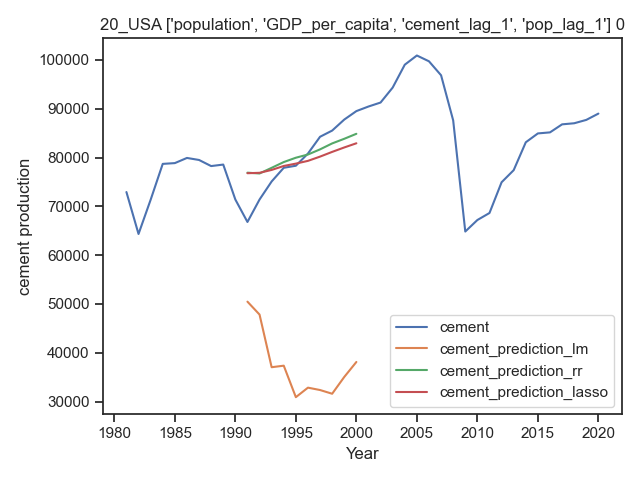 20_USA ['population', 'GDP_per_capita', 'cement_lag_1', 'pop_lag_1'] 0
100000
90000
80000
70000
60000
50000
40000
30000
cement production
cement
cement_prediction_lm
cement_prediction_rr
cement_prediction_lasso
1980 1985 1990 1995 2000 2005 2010 2015 2020
Year